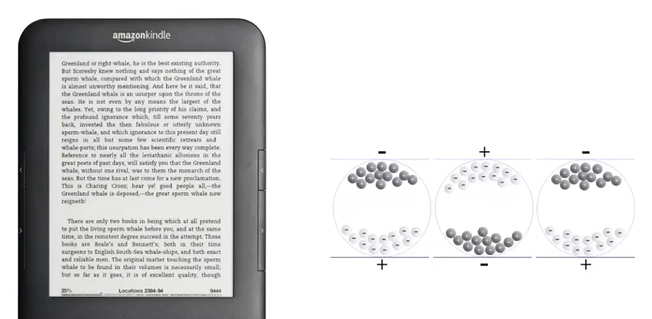 amazonkindle
Greenland or right-whale, he is the best existing authority.
But Scoresby knew nothing and says nothing of the great
sperm whale, compared with which the Greenland whale
is almost unworthy mentioning. And here be it said, that
the Greenland whale is an usurper upon the throne of the
seas. He is not even by any means the largest of the
whales. Yet, owing to the long priority of his claims, and
the profound ignorance which, till some seventy years
back, invested the then fabulous or utterly unknown
sperm-whale, and which ignorance to this present day still
reigns in all but some few scientific retreats and
whale-ports; this usurpation has been every way complete.
Reference to nearly all the leviathanic allusions in the
great poets of past days, will satisfy you that the Greenland
whale, without one rival, was to them the monarch of the
seas. But the time has at last come for a new proclamation.
This is Charing Cross; hear ye! good people all,—the
Greenland whale is deposed,—the great sperm whale now
reigneth!
There are only two books in being which at all pretend
to put the living sperm whale before you, and at the same
time, in the remotest degree succeed in the attempt. Those
books are Beale's and Bennett's; both in their time
surgeons to English South-Sea whale-ships, and both exact
and reliable men. The original matter touching the sperm
whale to be found in their volumes is necessarily small;
but so far as it goes, it is of excellent quality, though
25% Locations 2384-94 9444
- + -
+ - +